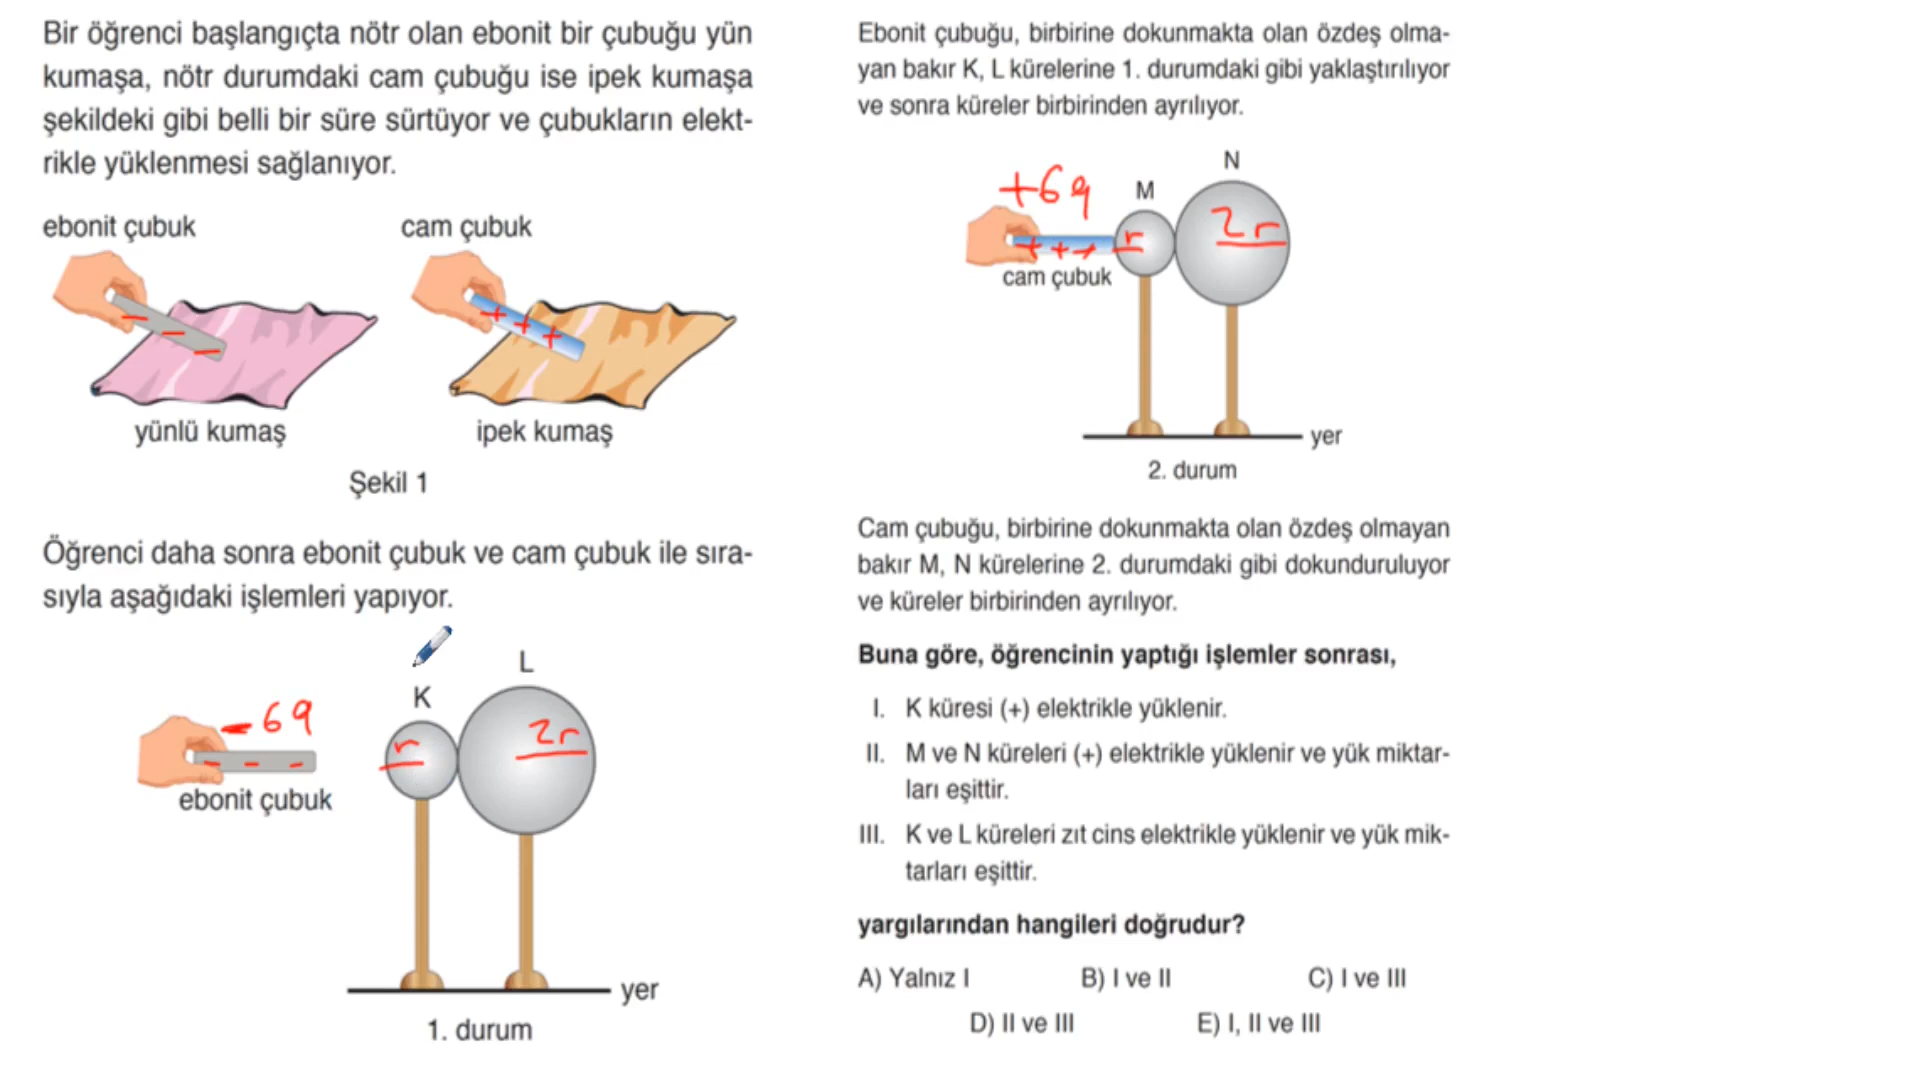 Bir öğrenci başlangıçta nötr olan ebonit bir çubuğu yün
kumaşa, nötr durumdaki cam çubuğu ise ipek kumaşa
şekildeki gibi belli bir süre sürtüyor ve çubukların elekt-
rikle yüklenmesi sağlanıyor.
ebonit çubuk
cam çubuk
- - -
+ + +
yünlü kumaş
ipek kumaş
Şekil 1
Öğrenci daha sonra ebonit çubuk ve cam çubuk ile sıra-
sıyla aşağıdaki işlemleri yapıyor.
L
K
-6q
r
2r
- - -
ebonit çubuk
yer
1. durum
Ebonit çubuğu, birbirine dokunmakta olan özdeş olma-
yan bakır K, L kürelerine 1. durumdaki gibi yaklaştırılıyor
ve sonra küreler birbirinden ayrılıyor.
N
M
+6q
2r
r
+ + +
cam çubuk
yer
2. durum
Cam çubuğu, birbirine dokunmakta olan özdeş olmayan
bakır M, N kürelerine 2. durumdaki gibi dokunduruluyor
ve küreler birbirinden ayrılıyor.
Buna göre, öğrencinin yaptığı işlemler sonrası,
I. K küresi (+) elektrikle yüklenir.
II. M ve N küreleri (+) elektrikle yüklenir ve yük miktar-
ları eşittir.
III. K ve L küreleri zıt cins elektrikle yüklenir ve yük mik-
tarları eşittir.
yargılarından hangileri doğrudur?
A) Yalnız I
B) I ve II
C) I ve III
D) II ve III
E) I, II ve III